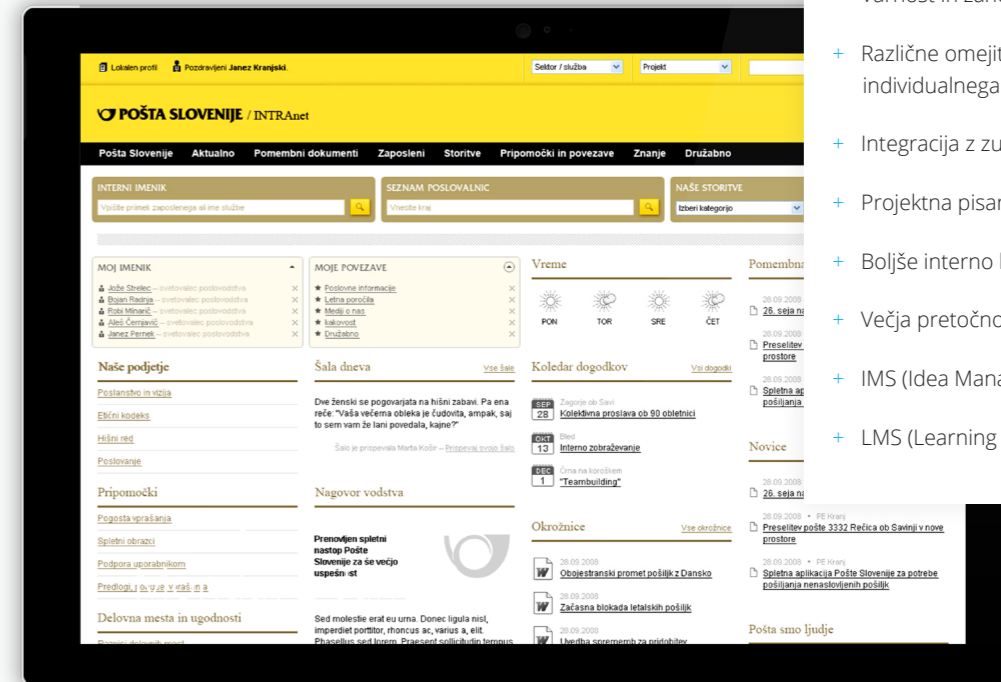 Lokalen profil Pozdravljeni Janez Kranjski.
Sektor / služba Projekt
POŠTA SLOVENIJE / INTRAnet
Pošta Slovenije Aktualno Pomembni dokumenti Zaposleni Storitve Pripomočki in povezave Znanje Družabno
INTERNI IMENIK
Vpišite priimek zaposlenega ali ime službe
SEZNAM POSLOVALNIC
Vnesite kraj
NAŠE STORITVE
Izberi kategorijo
MOJ IMENIK
Jože Strelec – svetovalec poslovodstva
Bojan Radnja – svetovalec poslovodstva
Robi Minarič – svetovalec poslovodstva
Aleš Černjavič – svetovalec poslovodstva
Janez Pernek – svetovalec poslovodstva
MOJE POVEZAVE
Poslovne informacije
Letna poročila
Mediji o nas
kakovost
Družabno
Vreme
PON TOR SRE ČET
Naše podjetje
Poslanstvo in vizija
Etični kodeks
Hišni red
Poslovanje
Pripomočki
Pogosta vprašanja
Spletni obrazci
Podpora uporabnikom
Delovna mesta in ugodnosti
Šala dneva Vse šale
Dve ženski se pogovarjata na hišni zabavi. Pa ena
reče: "Vaša večerna obleka je čudovita, ampak, saj
to sem vam že lani povedala, kajne?"
Šalo je prispevala Marta Košir – Prispevaj svojo šalo
Nagovor vodstva
Prenovljen spletni
nastop Pošte
Slovenije za še večjo
Sed molestie erat eu urna. Donec ligula nisl,
imperdiet porttitor, rhoncus ac, varius a, elit.
Phasellus sed lorem. Praesent sollicitudin tempus
Koledar dogodkov Vsi dogodki
SEP 28
Zagorje ob Savi
Kolektivna proslava ob 90 obletnici
OKT 13
Bled
Interno zobraževanje
DEC 1
Črna na koroškem
"Teambuilding"
Okrožnice Vse okrožnice
28.09.2008
Obojestranski promet pošiljk z Dansko
28.09.2008
Začasna blokada letalskih pošiljk
28.09.2008
Uvedba sprememb za pridobitev
Pomembna
28.09.2008
26. seja
28.09.2008
Preselitev
prostore
28.09.2008
Spletna
pošiljanja
Novice
28.09.2008
26. seja
28.09.2008 • PE Kranj
Preselitev pošte 3332 Rečica ob Savinji v nove
prostore
28.09.2008 • PE Kranj
Spletna aplikacija Pošte Slovenije za potrebe
pošiljanja nenaslovljenih pošiljk
Pošta smo ljudje
+ Različne
individualnega
+ Integracija z
+ Projektna
+ Boljše interno
+ Večja
+ IMS (Idea
+ LMS (Learning